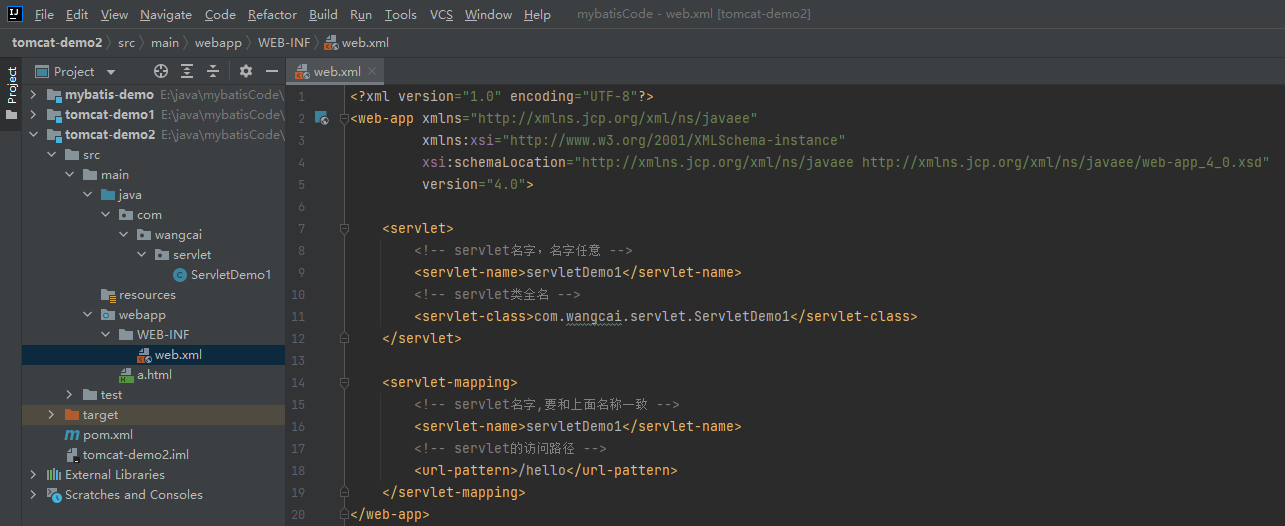 File Edit View Navigate Code Refactor Build Run Tools VCS Window Help mybatisCode - web.xml [tomcat-demo2]
tomcat-demo2 src main webapp WEB-INF web.xml
Project
Project
web.xml
mybatis-demo E:\java\mybatisCode\
tomcat-demo1 E:\java\mybatisCode\
tomcat-demo2 E:\java\mybatisCode\
src
main
java
com
wangcai
servlet
ServletDemo1
resources
webapp
WEB-INF
web.xml
a.html
test
target
pom.xml
tomcat-demo2.iml
External Libraries
Scratches and Consoles
1 <?xml version="1.0" encoding="UTF-8"?>
2 <web-app xmlns="http://xmlns.jcp.org/xml/ns/javaee"
3 xmlns:xsi="http://www.w3.org/2001/XMLSchema-instance"
4 xsi:schemaLocation="http://xmlns.jcp.org/xml/ns/javaee http://xmlns.jcp.org/xml/ns/javaee/web-app_4_0.xsd"
5 version="4.0">
6
7 <servlet>
8 <!-- servlet名字，名字任意 -->
9 <servlet-name>servletDemo1</servlet-name>
10 <!-- servlet类全名 -->
11 <servlet-class>com.wangcai.servlet.ServletDemo1</servlet-class>
12 </servlet>
13
14 <servlet-mapping>
15 <!-- servlet名字,要和上面名称一致 -->
16 <servlet-name>servletDemo1</servlet-name>
17 <!-- servlet的访问路径 -->
18 <url-pattern>/hello</url-pattern>
19 </servlet-mapping>
20 </web-app>